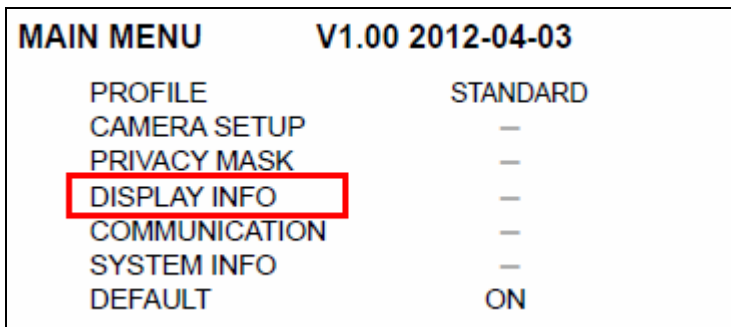 MAIN MENU V1.00 2012-04-03
PROFILE STANDARD
CAMERA SETUP –
PRIVACY MASK –
DISPLAY INFO –
COMMUNICATION –
SYSTEM INFO –
DEFAULT ON